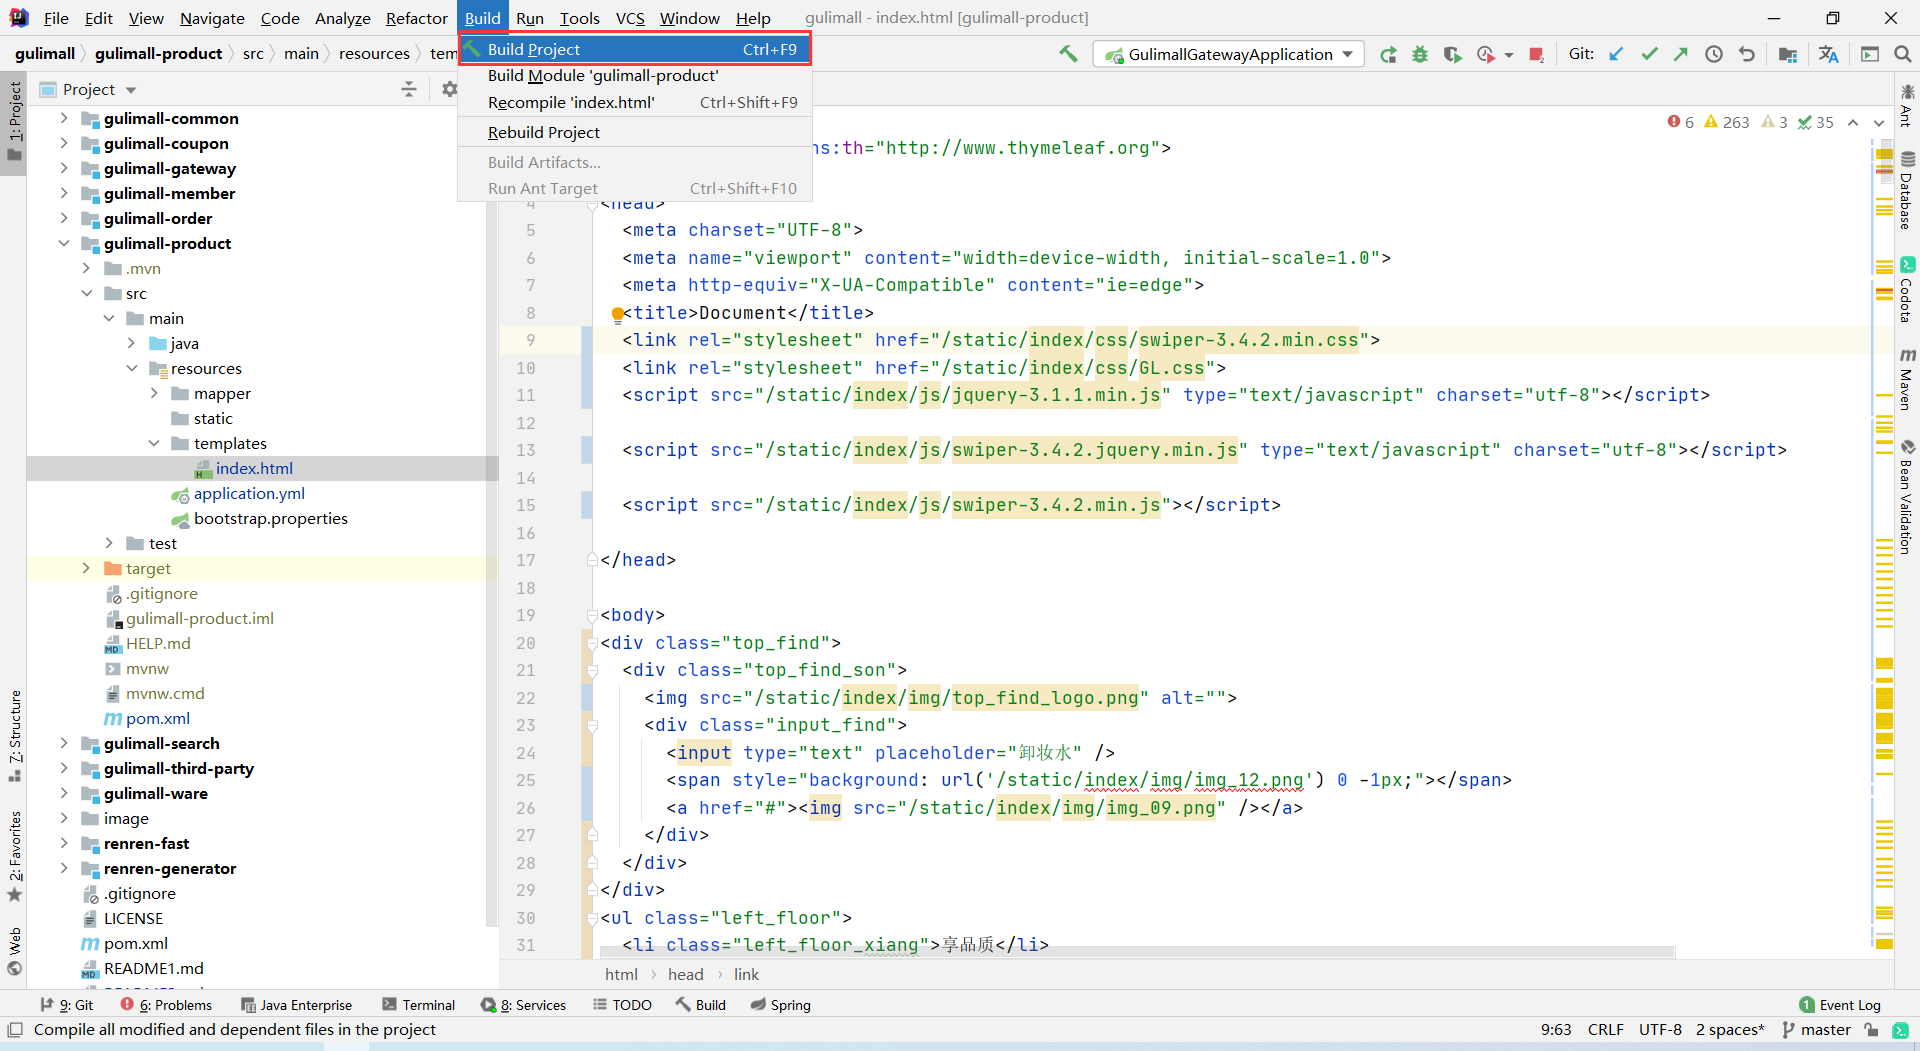 File Edit View Navigate Code Analyze Refactor Build Run Tools VCS Window Help gulimall - index.html [gulimall-product]
gulimall gulimall-product src main resources tem
GulimallGatewayApplication Git:
Build Project Ctrl+F9
Build Module 'gulimall-product'
Recompile 'index.html' Ctrl+Shift+F9
Rebuild Project
Build Artifacts...
Run Ant Target Ctrl+Shift+F10
1: Project
7: Structure
2: Favorites
Web
Project
gulimall-common
gulimall-coupon
gulimall-gateway
gulimall-member
gulimall-order
gulimall-product
.mvn
src
main
java
resources
mapper
static
templates
index.html
application.yml
bootstrap.properties
test
target
.gitignore
gulimall-product.iml
HELP.md
mvnw
mvnw.cmd
pom.xml
gulimall-search
gulimall-third-party
gulimall-ware
image
renren-fast
renren-generator
.gitignore
LICENSE
pom.xml
README1.md
6 263 3 35
ns:th="http://www.thymeleaf.org">
4 <head>
5 <meta charset="UTF-8">
6 <meta name="viewport" content="width=device-width, initial-scale=1.0">
7 <meta http-equiv="X-UA-Compatible" content="ie=edge">
8 <title>Document</title>
9 <link rel="stylesheet" href="/static/index/css/swiper-3.4.2.min.css">
10 <link rel="stylesheet" href="/static/index/css/GL.css">
11 <script src="/static/index/js/jquery-3.1.1.min.js" type="text/javascript" charset="utf-8"></script>
12
13 <script src="/static/index/js/swiper-3.4.2.jquery.min.js" type="text/javascript" charset="utf-8"></script>
14
15 <script src="/static/index/js/swiper-3.4.2.min.js"></script>
16
17 </head>
18
19 <body>
20 <div class="top_find">
21 <div class="top_find_son">
22 <img src="/static/index/img/top_find_logo.png" alt="">
23 <div class="input_find">
24 <input type="text" placeholder="卸妆水" />
25 <span style="background: url('/static/index/img/img_12.png') 0 -1px;"></span>
26 <a href="#"><img src="/static/index/img/img_09.png" /></a>
27 </div>
28 </div>
29 </div>
30 <ul class="left_floor">
31 <li class="left_floor_xiang">享品质</li>
html head link
Ant
Database
Codota
Maven
Bean Validation
9: Git 6: Problems Java Enterprise Terminal 8: Services TODO Build Spring 1 Event Log
Compile all modified and dependent files in the project 9:63 CRLF UTF-8 2 spaces* master